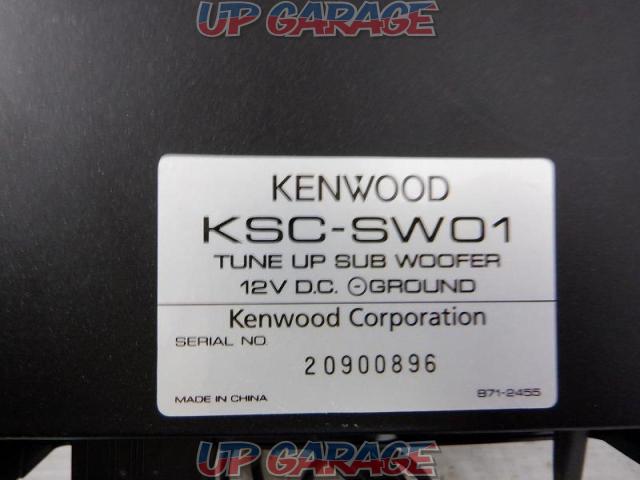 UP GARAGE
KENWOOD
KSC-SW01
TUNE UP SUB WOOFER
12V D.C. ⊖GROUND
Kenwood Corporation
SERIAL NO.
20900896
MADE IN CHINA B71-2455
UP GARAGE